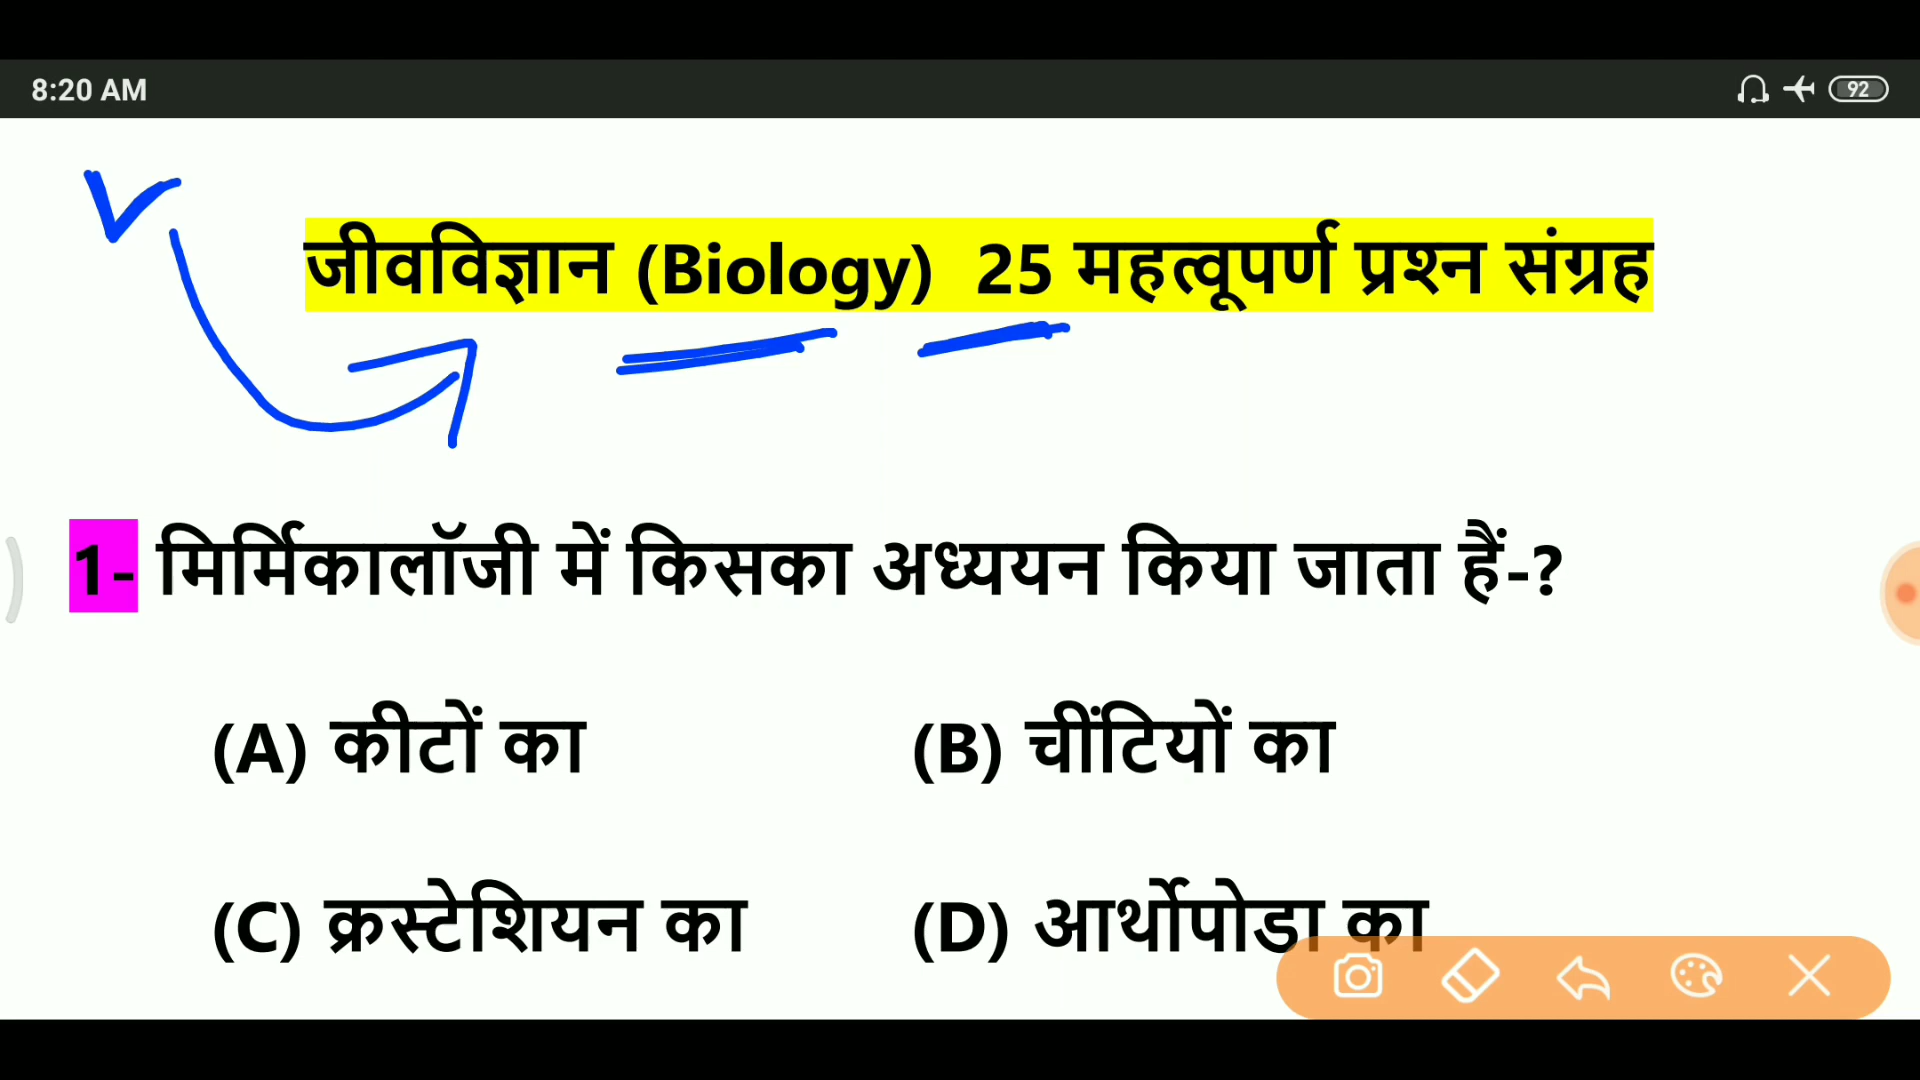 8:20 AM
92
जीवविज्ञान (Biology) 25 महत्वूपर्ण प्रश्न संग्रह
1- मिर्मिकालॉजी में किसका अध्ययन किया जाता हैं-?
(A) कीटों का (B) चींटियों का
(C) क्रस्टेशियन का (D) आर्थोपोडा का